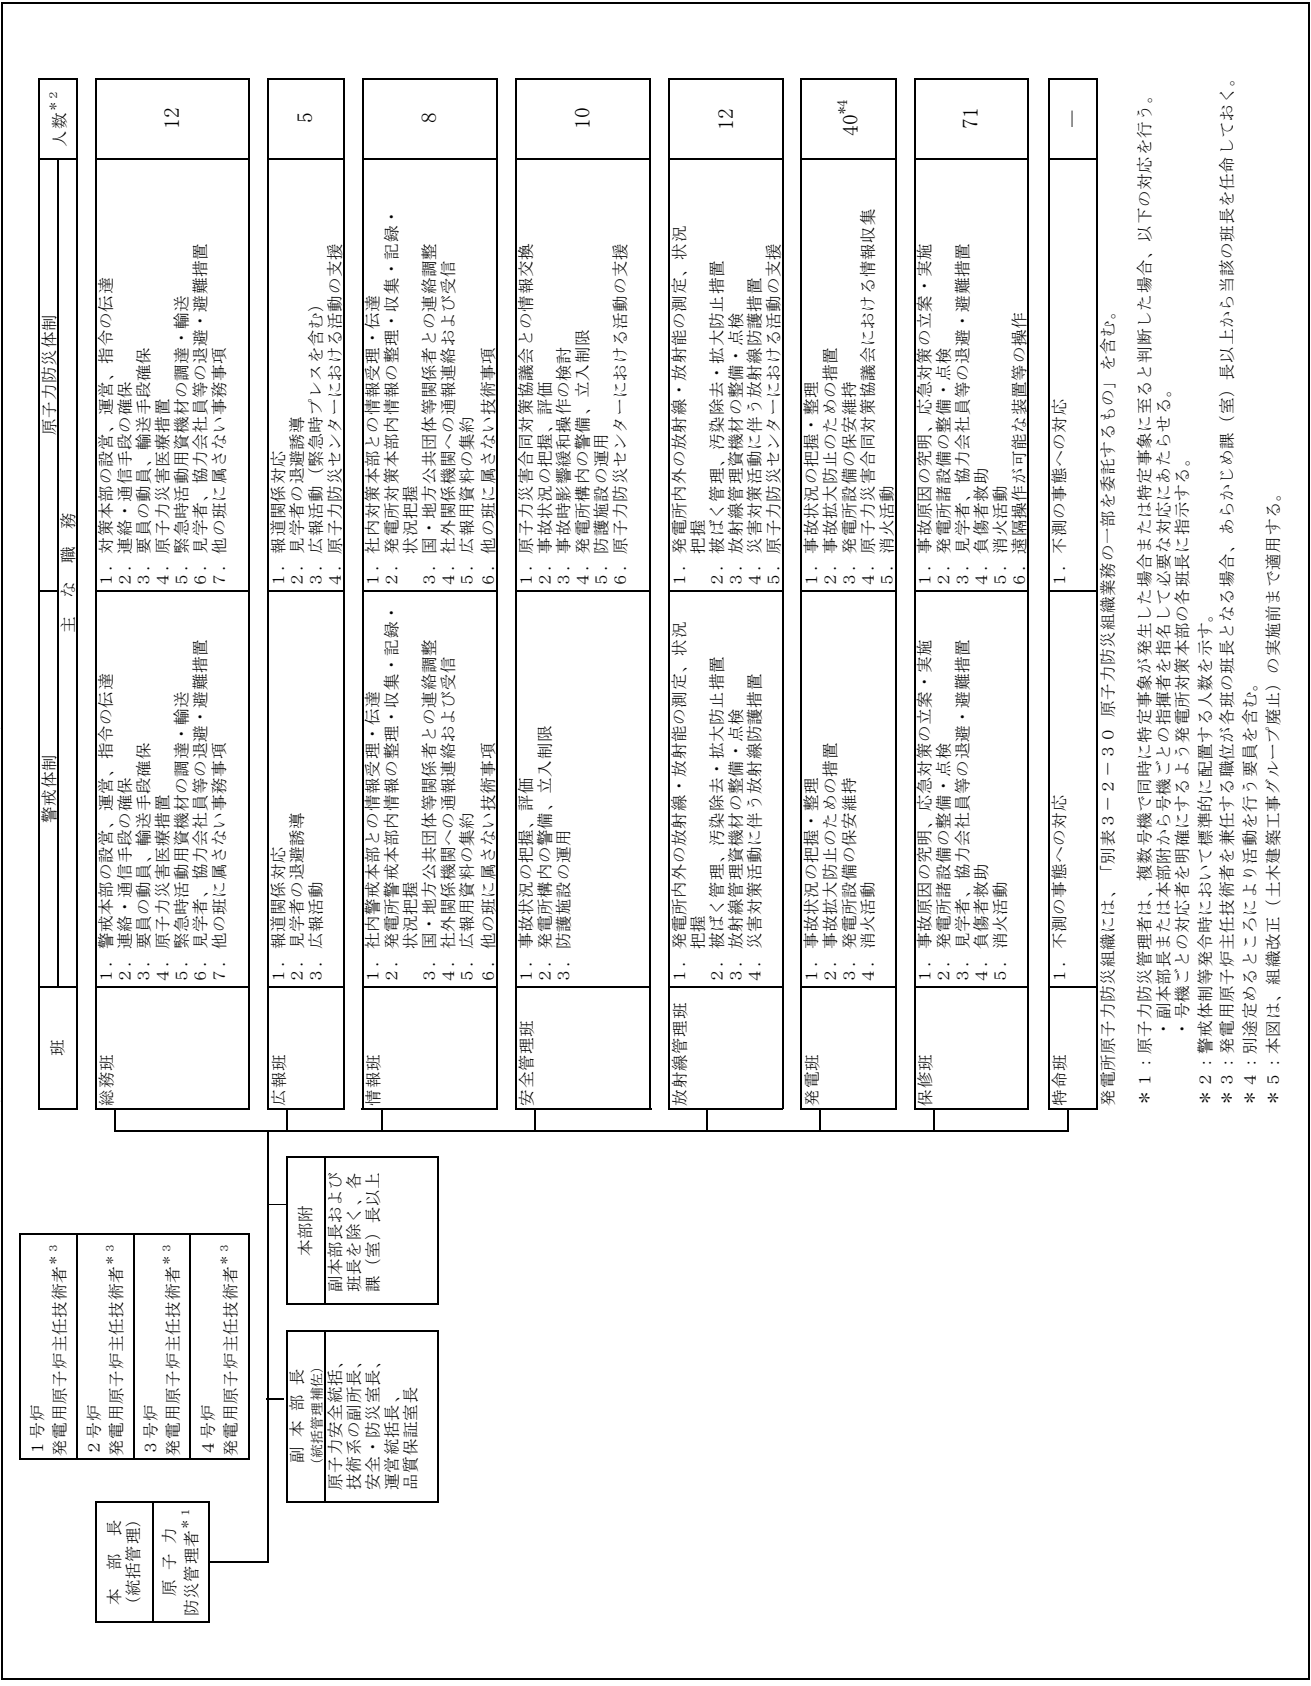 本　部　長
（統括管理）
原　子　力
防災管理者＊１
１号炉
発電用原子炉主任技術者＊３
２号炉
発電用原子炉主任技術者＊３
３号炉
発電用原子炉主任技術者＊３
４号炉
発電用原子炉主任技術者＊３
副　本　部　長
（統括管理補佐）
原子力安全統括、
技術系の副所長、
安全・防災室長、
運営統括長、
品質保証室長
本部附
副本部長および
班長を除く、各
課（室）長以上
班
警戒体制
原子力防災体制
主　な　職　務
人数＊２
総務班
１．警戒本部の設営、運営、指令の伝達
２．連絡・通信手段の確保
３．要員の動員、輸送手段確保
４．原子力災害医療措置
５．緊急時活動用資機材の調達・輸送
６．見学者、協力会社員等の退避・避難措置
７．他の班に属さない事務事項
１．対策本部の設営、運営、指令の伝達
２．連絡・通信手段の確保
３．要員の動員、輸送手段確保
４．原子力災害医療措置
５．緊急時活動用資機材の調達・輸送
６．見学者、協力会社員等の退避・避難措置
７．他の班に属さない事務事項
12
広報班
１．報道関係対応
２．見学者の退避誘導
３．広報活動
１．報道関係対応
２．見学者の退避誘導
３．広報活動（緊急時プレスを含む）
４．原子力防災センターにおける活動の支援
5
情報班
１．社内警戒本部との情報受理・伝達
２．発電所警戒本部内情報の整理・収集・記録・
状況把握
３．国・地方公共団体等関係者との連絡調整
４．社外関係機関への通報連絡および受信
５．広報用資料の集約
６．他の班に属さない技術事項
１．社内対策本部との情報受理・伝達
２．発電所対策本部内情報の整理・収集・記録・
状況把握
３．国・地方公共団体等関係者との連絡調整
４．社外関係機関への通報連絡および受信
５．広報用資料の集約
６．他の班に属さない技術事項
8
安全管理班
１．事故状況の把握、評価
２．発電所構内の警備、立入制限
３．防護施設の運用
１．原子力災害合同対策協議会との情報交換
２．事故状況の把握、評価
３．事故時影響緩和操作の検討
４．発電所構内の警備、立入制限
５．防護施設の運用
６．原子力防災センターにおける活動の支援
10
放射線管理班
１．発電所内外の放射線・放射能の測定、状況
把握
２．被ばく管理、汚染除去・拡大防止措置
３．放射線管理資機材の整備・点検
４．災害対策活動に伴う放射線防護措置
１．発電所内外の放射線・放射能の測定、状況
把握
２．被ばく管理、汚染除去・拡大防止措置
３．放射線管理資機材の整備・点検
４．災害対策活動に伴う放射線防護措置
５．原子力防災センターにおける活動の支援
12
発電班
１．事故状況の把握・整理
２．事故拡大防止のための措置
３．発電設備の保安維持
４．消火活動
１．事故状況の把握・整理
２．事故拡大防止のための措置
３．発電設備の保安維持
４．原子力災害合同対策協議会における情報収集
５．消火活動
40＊4
保修班
１．事故原因の究明、応急対策の立案・実施
２．発電所諸設備の整備・点検
３．見学者、協力会社員等の退避・避難措置
４．負傷者救助
５．消火活動
１．事故原因の究明、応急対策の立案・実施
２．発電所諸設備の整備・点検
３．見学者、協力会社員等の退避・避難措置
４．負傷者救助
５．消火活動
６．遠隔操作が可能な装置等の操作
71
特命班
１．不測の事態への対応
１．不測の事態への対応
―
発電所原子力防災組織には、「別表３－２－３０　原子力防災組織業務の一部を委託するもの」を含む。
＊１：原子力防災管理者は、複数号機で同時に特定事象が発生した場合または特定事象に至ると判断した場合、以下の対応を行う。
・副本部長または本部附から号機ごとの指揮者を指名して必要な対応にあたらせる。
・号機ごとの対応者を明確にするよう発電所対策本部の各班長に指示する。
＊２：警戒体制等発令時において標準的に配置する人数を示す。
＊３：発電用原子炉主任技術者を兼任する職位が各班の班長となる場合、あらかじめ課（室）長以上から当該の班長を任命しておく。
＊４：別途定めるところにより活動を行う要員を含む。
＊５：本図は、組織改正（土木建築工事グループ廃止）の実施前まで適用する。